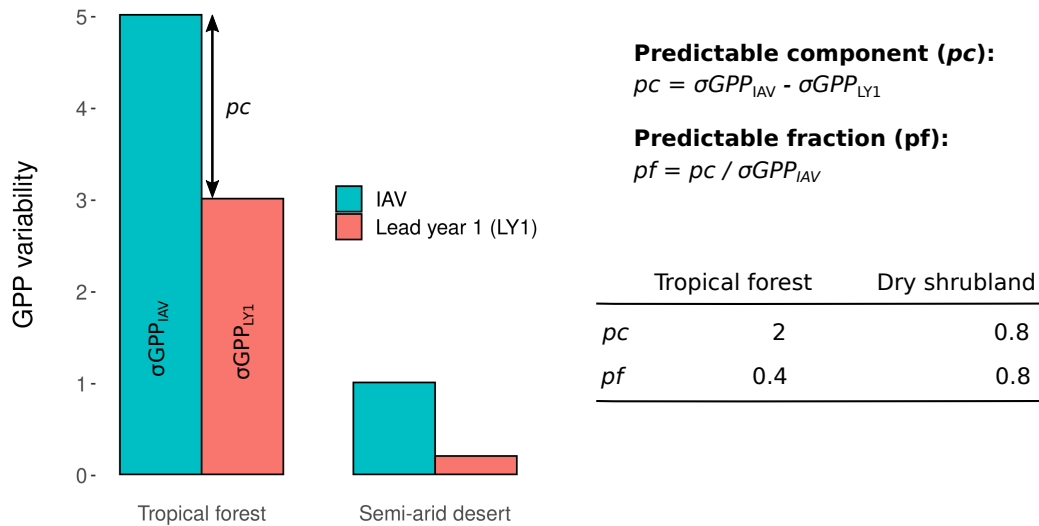 GPP variability
5
4
3
2
1
0
pc
σGPPIAV
σGPPLY1
IAV
Lead year 1 (LY1)
Tropical forest
Semi-arid desert
Predictable component (pc):
pc = σGPPIAV - σGPPLY1
Predictable fraction (pf):
pf = pc / σGPPIAV
Tropical forest Dry shrubland
pc 2 0.8
pf 0.4 0.8